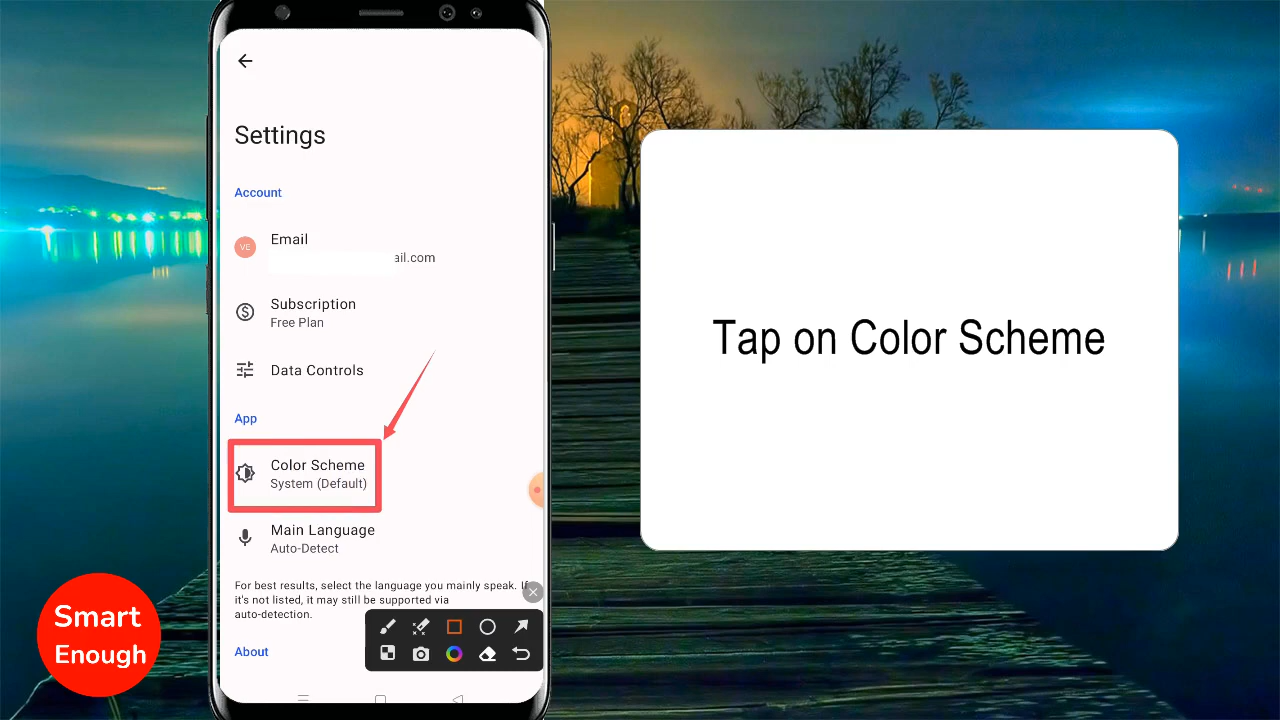 Settings
Account
VE
Email
ail.com
Subscription
Free Plan
Data Controls
App
Color Scheme
System (Default)
Main Language
Auto-Detect
For best results, select the language you mainly speak. If
it's not listed, it may still be supported via
auto-detection.
About
Tap on Color Scheme
Smart
Enough